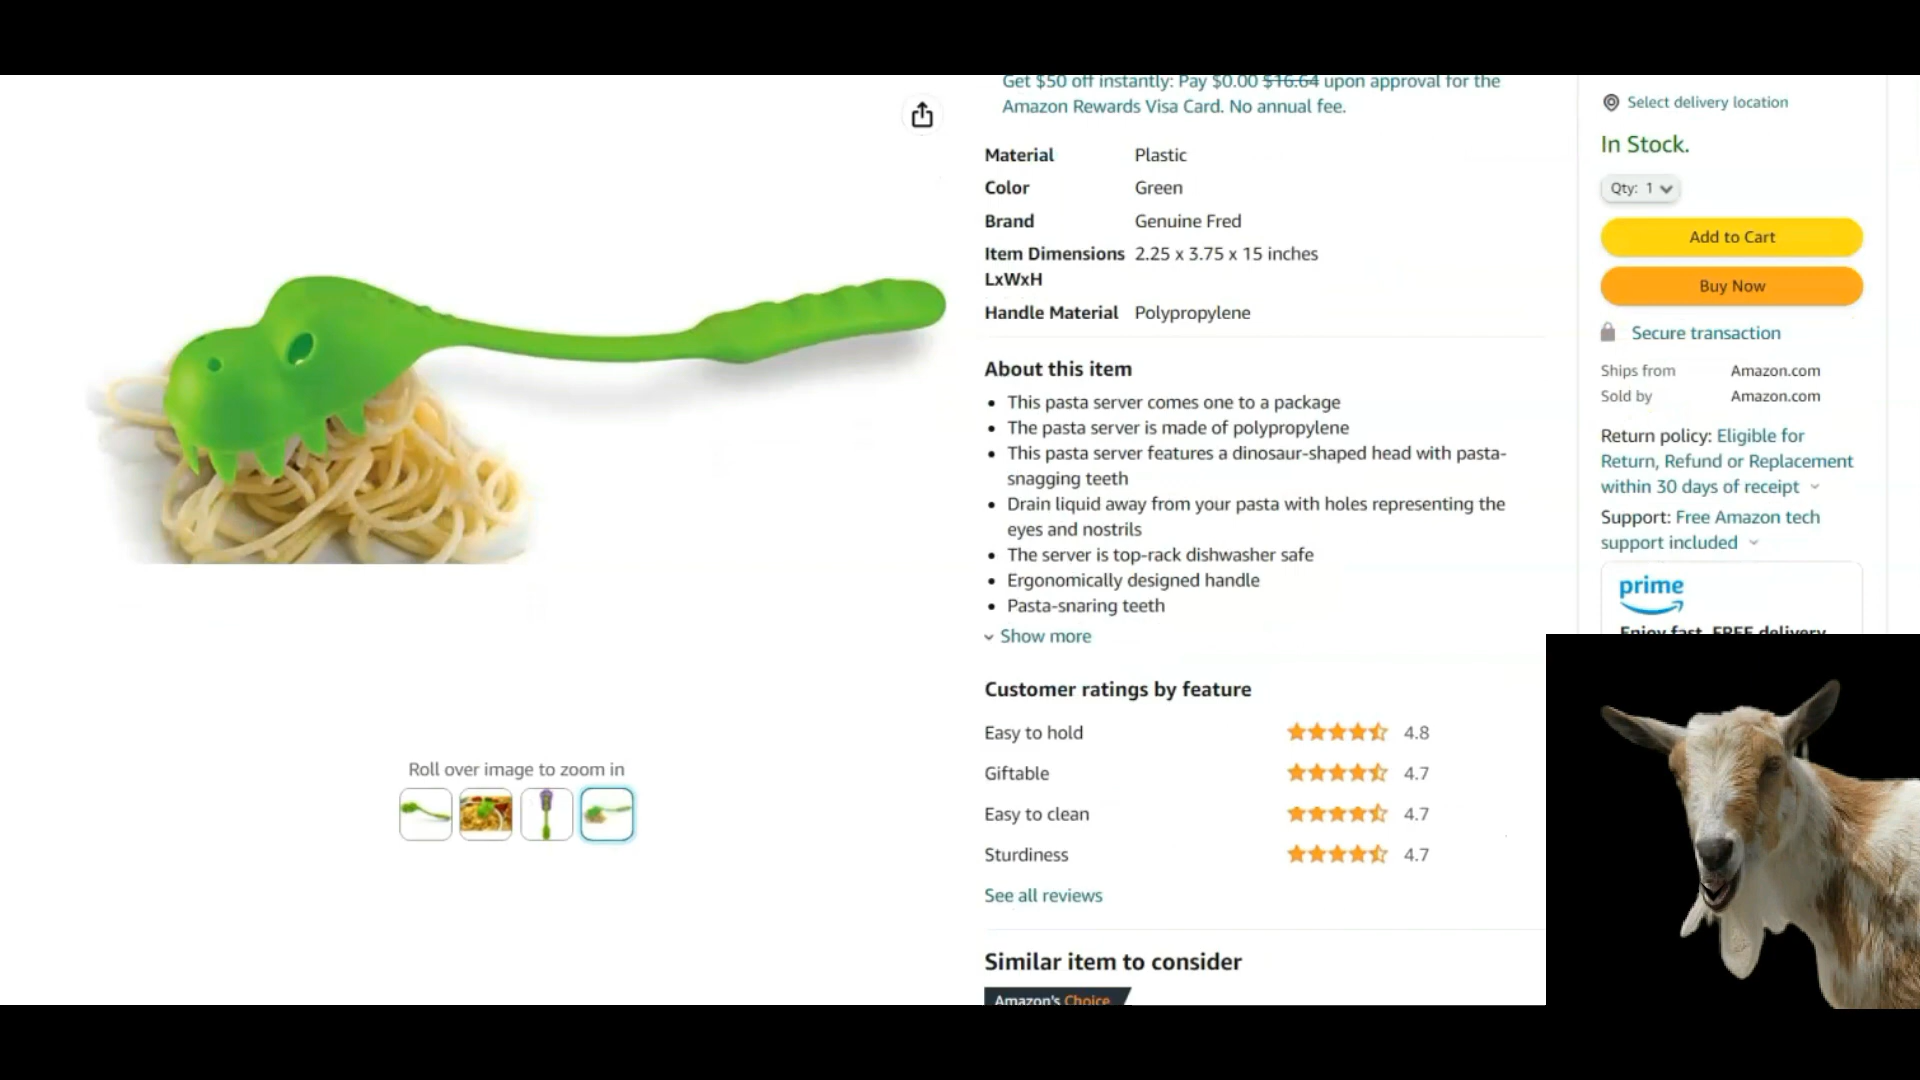 Get $50 off instantly: Pay $0.00 $16.64 upon approval for the
Amazon Rewards Visa Card. No annual fee.
Material Plastic
Color Green
Brand Genuine Fred
Item Dimensions 2.25 x 3.75 x 15 inches
LxWxH
Handle Material Polypropylene
About this item
This pasta server comes one to a package
The pasta server is made of polypropylene
This pasta server features a dinosaur-shaped head with pasta-
snagging teeth
Drain liquid away from your pasta with holes representing the
eyes and nostrils
The server is top-rack dishwasher safe
Ergonomically designed handle
Pasta-snaring teeth
Show more
Customer ratings by feature
Easy to hold 4.8
Giftable 4.7
Easy to clean 4.7
Sturdiness 4.7
See all reviews
Similar item to consider
Amazon's Choice
Roll over image to zoom in
Select delivery location
In Stock.
Qty: 1
Add to Cart
Buy Now
Secure transaction
Ships from Amazon.com
Sold by Amazon.com
Return policy: Eligible for
Return, Refund or Replacement
within 30 days of receipt
Support: Free Amazon tech
support included
prime
Enjoy fast, FREE delivery